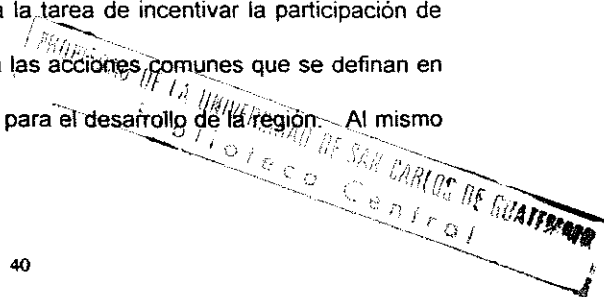 a la tarea de incentivar la participación de
las acciones comunes que se definan en
para el desarrollo de la región. Al mismo
PROPIEDAD DE LA UNIVERSIDAD DE SAN CARLOS DE GUATEMALA
Biblioteca Central
40